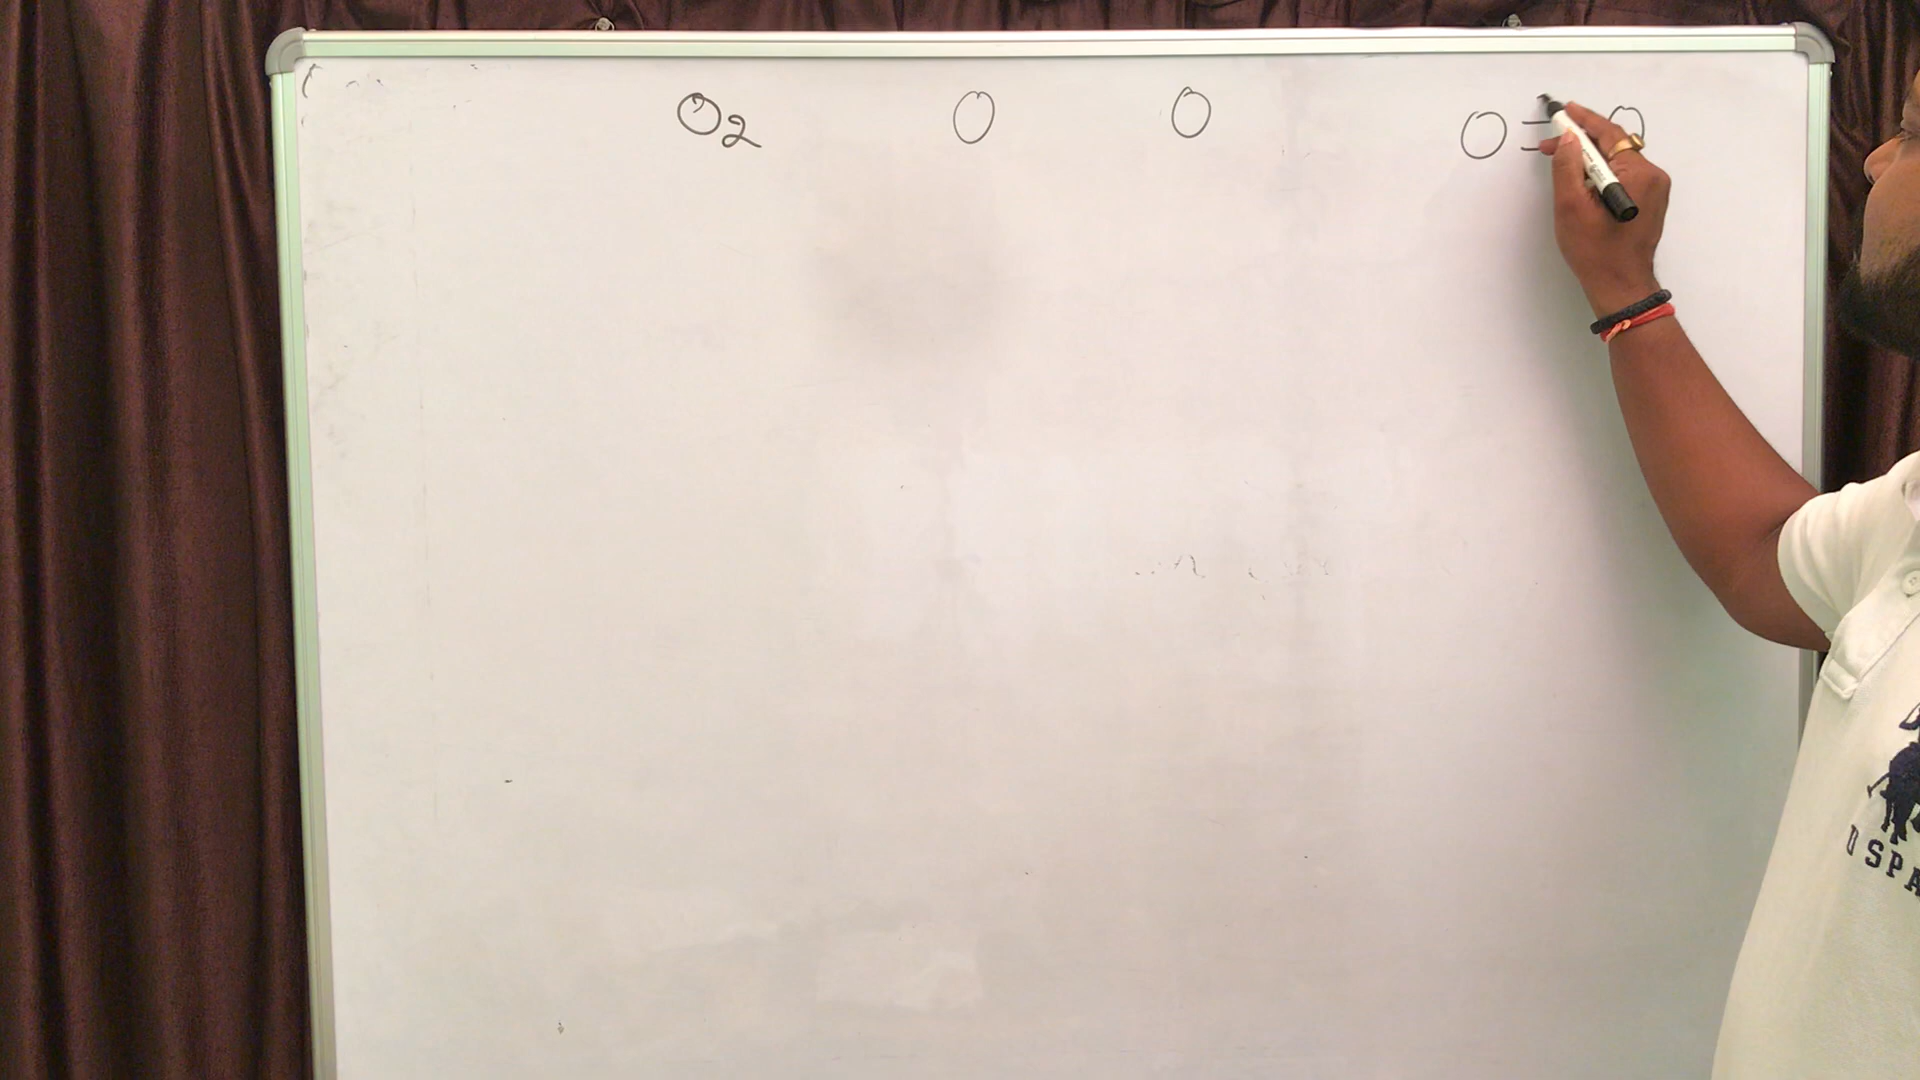 O₂ O O O = O
D S P A